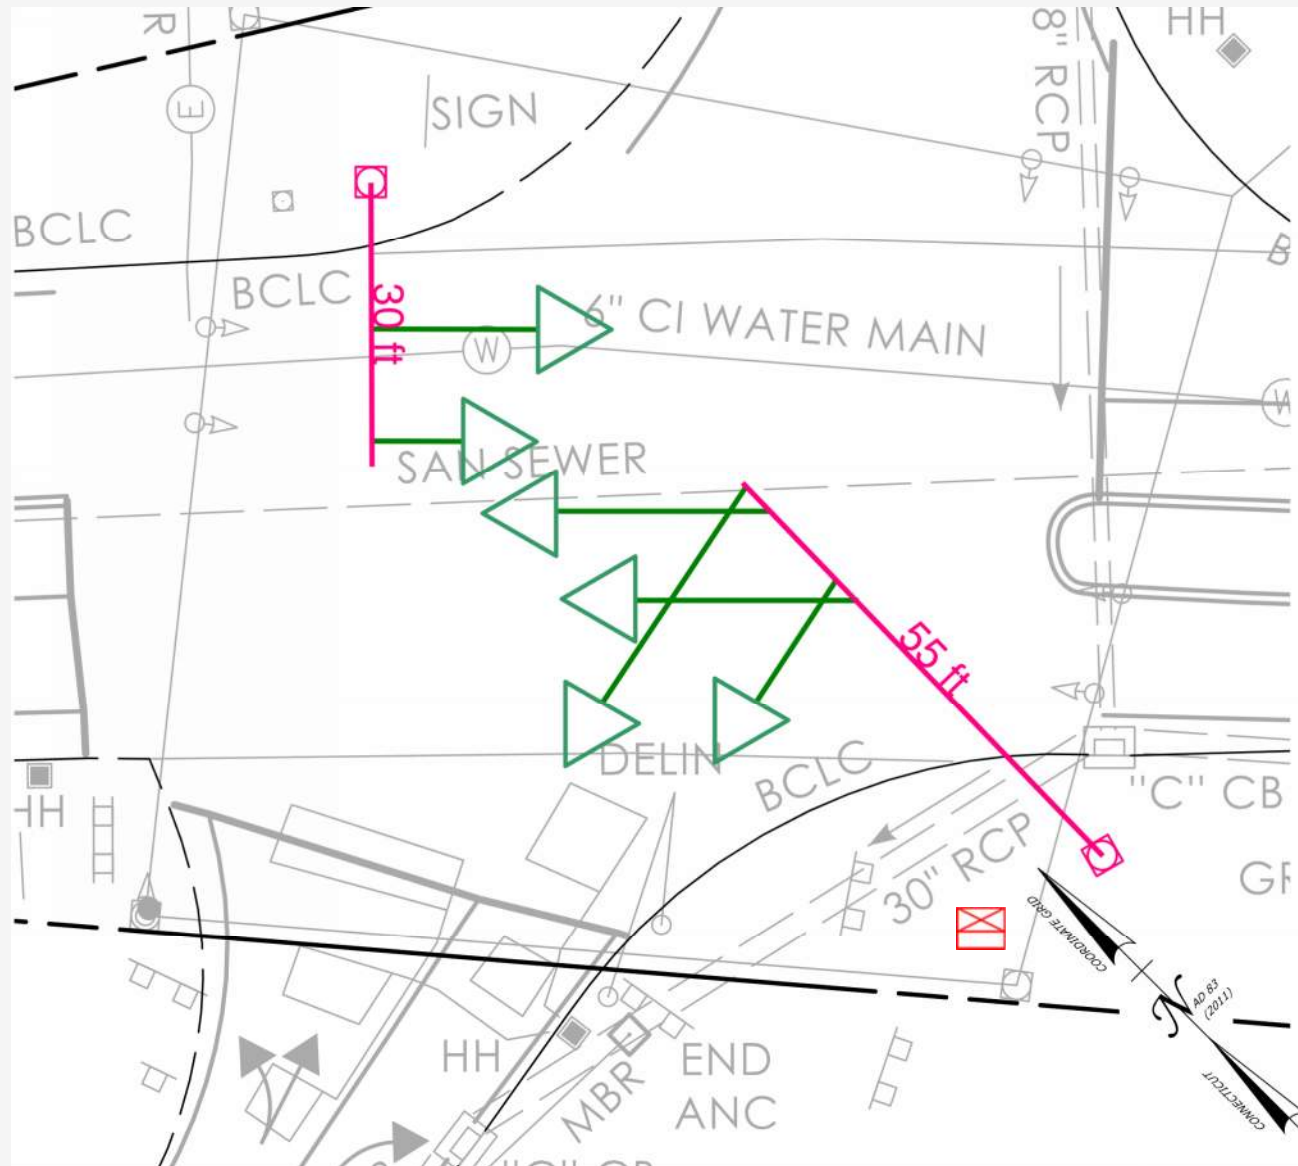 R
HH
8" RCP
E
SIGN
BCLC
BCLC
30 ft
6" CI WATER MAIN
W
W
SAN SEWER
55 ft
DELIN
BCLC
"C" CB
HH
30" RCP
COORDINATE GRID
N
AD 83
(2011)
CONNECTICUT
HH
END
ANC
MBR